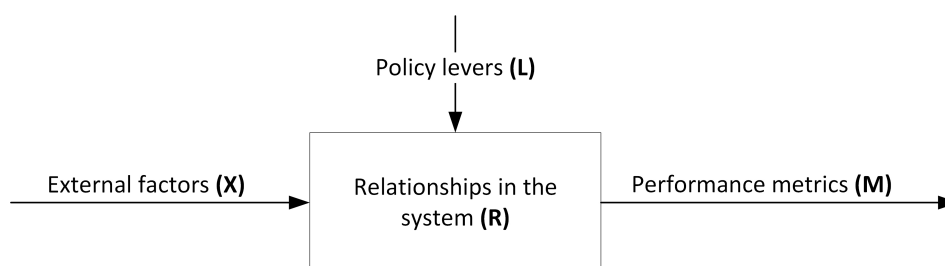 Policy levers (L)
External factors (X)
Relationships in the
system (R)
Performance metrics (M)